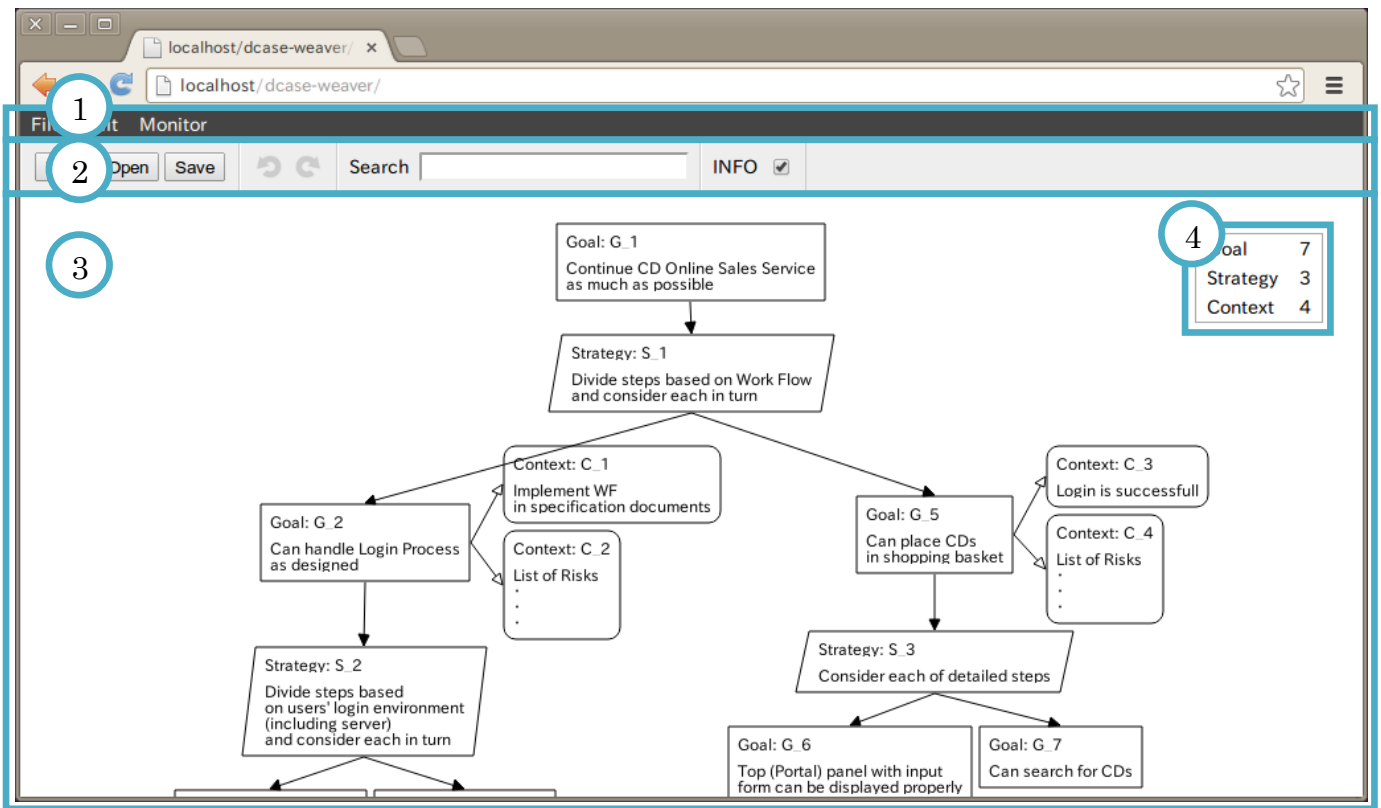 localhost/dcase-weaver/
localhost/dcase-weaver/
1
Monitor
2
Open Save Search INFO
3
4
Goal: G_1
Continue CD Online Sales Service
as much as possible
7
Strategy 3
Context 4
Strategy: S_1
Divide steps based on Work Flow
and consider each in turn
Context: C_1
Implement WF
in specification documents
Context: C_3
Login is successfull
Goal: G_2
Can handle Login Process
as designed
Context: C_2
List of Risks
.
.
.
Goal: G_5
Can place CDs
in shopping basket
Context: C_4
List of Risks
.
.
.
Strategy: S_2
Divide steps based
on users' login environment
(including server)
and consider each in turn
Strategy: S_3
Consider each of detailed steps
Goal: G_6
Top (Portal) panel with input
form can be displayed properly
Goal: G_7
Can search for CDs